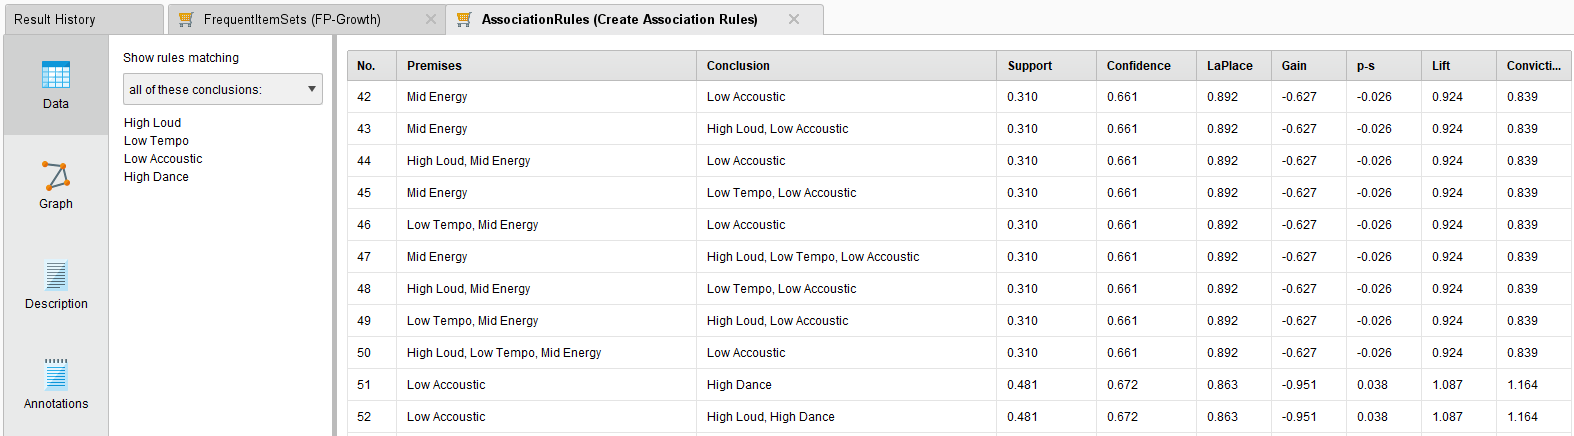 Result History
FrequentItemSets (FP-Growth)
AssociationRules (Create Association Rules)
Data
Graph
Description
Annotations
Show rules matching
all of these conclusions:
High Loud
Low Tempo
Low Accoustic
High Dance
No. Premises Conclusion Support Confidence LaPlace Gain p-s Lift Convicti...
42 Mid Energy Low Accoustic 0.310 0.661 0.892 -0.627 -0.026 0.924 0.839
43 Mid Energy High Loud, Low Accoustic 0.310 0.661 0.892 -0.627 -0.026 0.924 0.839
44 High Loud, Mid Energy Low Accoustic 0.310 0.661 0.892 -0.627 -0.026 0.924 0.839
45 Mid Energy Low Tempo, Low Accoustic 0.310 0.661 0.892 -0.627 -0.026 0.924 0.839
46 Low Tempo, Mid Energy Low Accoustic 0.310 0.661 0.892 -0.627 -0.026 0.924 0.839
47 Mid Energy High Loud, Low Tempo, Low Accoustic 0.310 0.661 0.892 -0.627 -0.026 0.924 0.839
48 High Loud, Mid Energy Low Tempo, Low Accoustic 0.310 0.661 0.892 -0.627 -0.026 0.924 0.839
49 Low Tempo, Mid Energy High Loud, Low Accoustic 0.310 0.661 0.892 -0.627 -0.026 0.924 0.839
50 High Loud, Low Tempo, Mid Energy Low Accoustic 0.310 0.661 0.892 -0.627 -0.026 0.924 0.839
51 Low Accoustic High Dance 0.481 0.672 0.863 -0.951 0.038 1.087 1.164
52 Low Accoustic High Loud, High Dance 0.481 0.672 0.863 -0.951 0.038 1.087 1.164